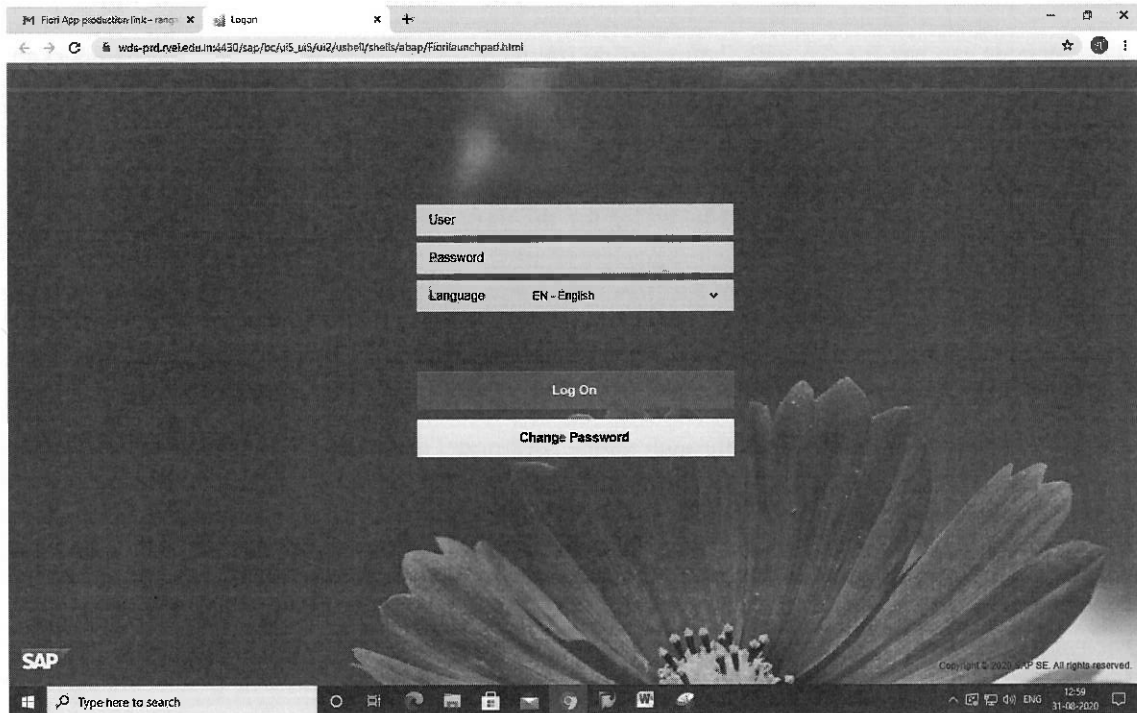 Fiori App production link - rang
Logon
wds-prd.rvei.edu.in:4430/sap/bc/ui5_ui5/ui2/ushell/shells/abap/Fiorilaunchpad.html
User
Password
Language EN - English
Log On
Change Password
SAP
Copyright © 2020 SAP SE. All rights reserved.
Type here to search
ENG
12:59
31-08-2020